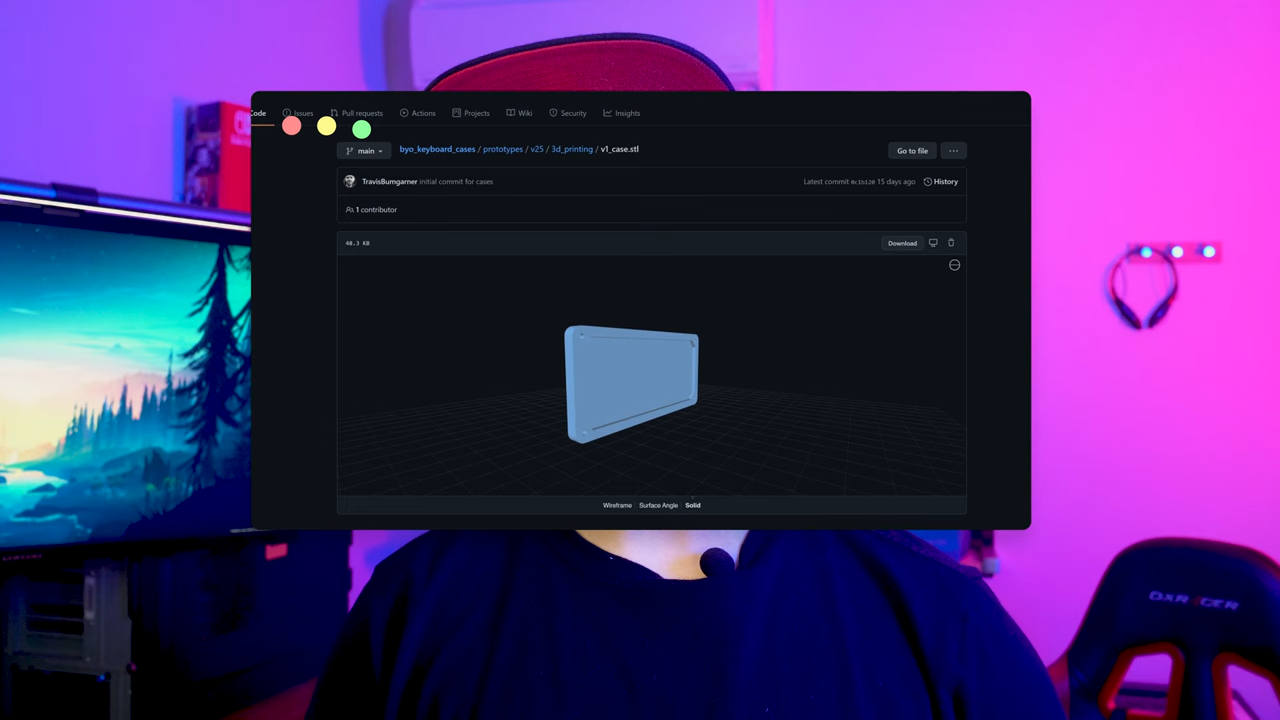 Code Issues Pull requests Actions Projects Wiki Security Insights
main byo_keyboard_cases / prototypes / v25 / 3d_printing / v1_case.stl Go to file ...
TravisBumgarner initial commit for cases Latest commit 0c1b120 15 days ago History
1 contributor
48.3 KB Download
Wireframe Surface Angle Solid